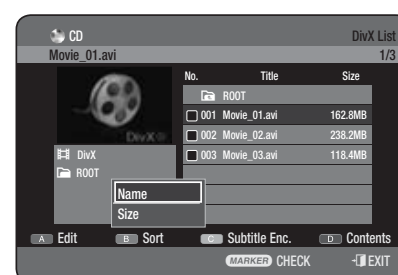 CD DivX List
Movie_01.avi 1/3
No. Title Size
ROOT
001 Movie_01.avi 162.8MB
002 Movie_02.avi 238.2MB
003 Movie_03.avi 118.4MB
DivX
DivX
ROOT
Name
Size
A Edit B Sort C Subtitle Enc. D Contents
MARKER CHECK EXIT